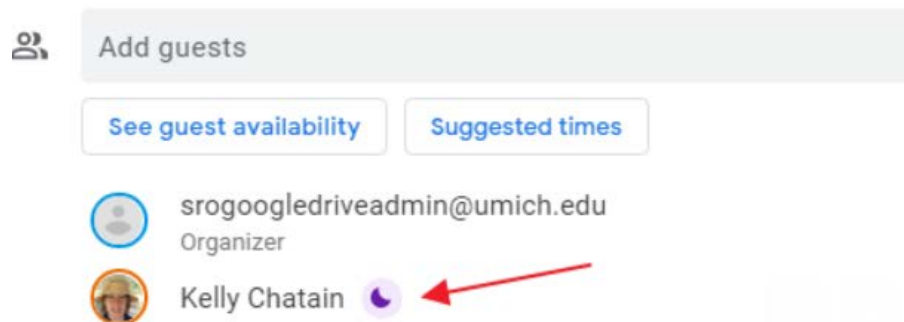 Add guests
See guest availability
Suggested times
srogoogledriveadmin@umich.edu
Organizer
Kelly Chatain